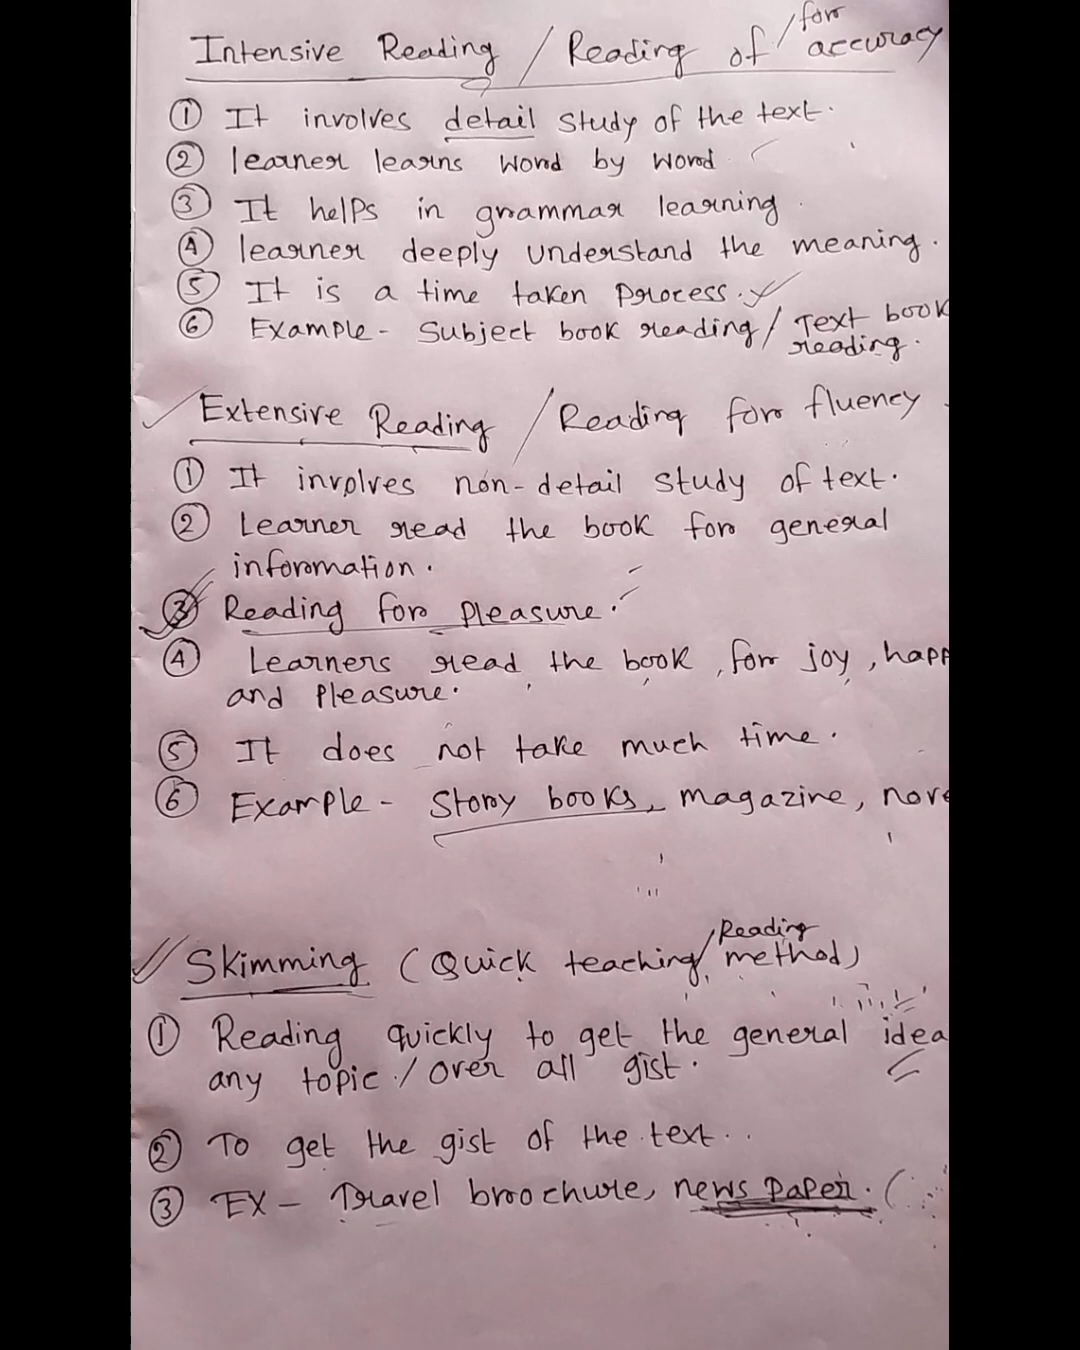 Intensive Reading / Reading of / for accuracy
① It involves detail study of the text.
② learner learns word by word
③ It helps in grammar learning.
④ learner deeply understand the meaning.
⑤ It is a time taken process.
⑥ Example - Subject book reading / Text book
reading.
Extensive Reading / Reading for fluency
① It involves non-detail study of text.
② Learner read the book for general
information.
③ Reading for pleasure.
④ Learners read the book, for joy, happ
and pleasure.
⑤ It does not take much time.
⑥ Example - Story books, magazine, nove
Skimming (Quick teaching / Reading method)
① Reading quickly to get the general idea
any topic / over all gist.
② To get the gist of the text..
③ EX - Travel broochure, news paper. (